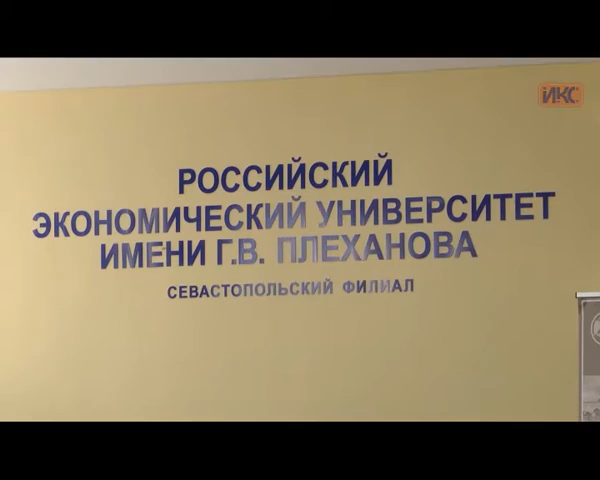 ИКС
РОССИЙСКИЙ
ЭКОНОМИЧЕСКИЙ УНИВЕРСИТЕТ
ИМЕНИ Г.В. ПЛЕХАНОВА
СЕВАСТОПОЛЬСКИЙ ФИЛИАЛ